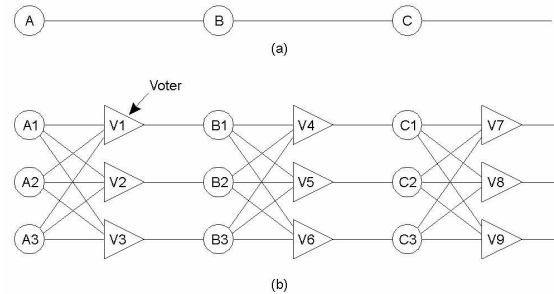 A B C
(a)
Voter
A1 V1 B1 V4 C1 V7
A2 V2 B2 V5 C2 V8
A3 V3 B3 V6 C3 V9
(b)